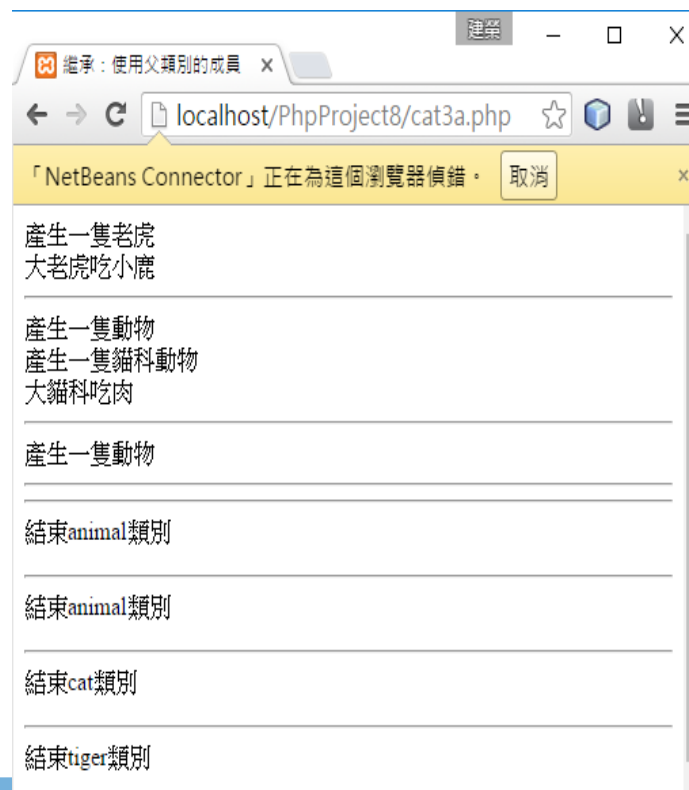 建榮
繼承：使用父類別的成員
localhost/PhpProject8/cat3a.php
「NetBeans Connector」正在為這個瀏覽器偵錯。 取消
產生一隻老虎
大老虎吃小鹿
產生一隻動物
產生一隻貓科動物
大貓科吃肉
產生一隻動物
結束animal類別
結束animal類別
結束cat類別
結束tiger類別